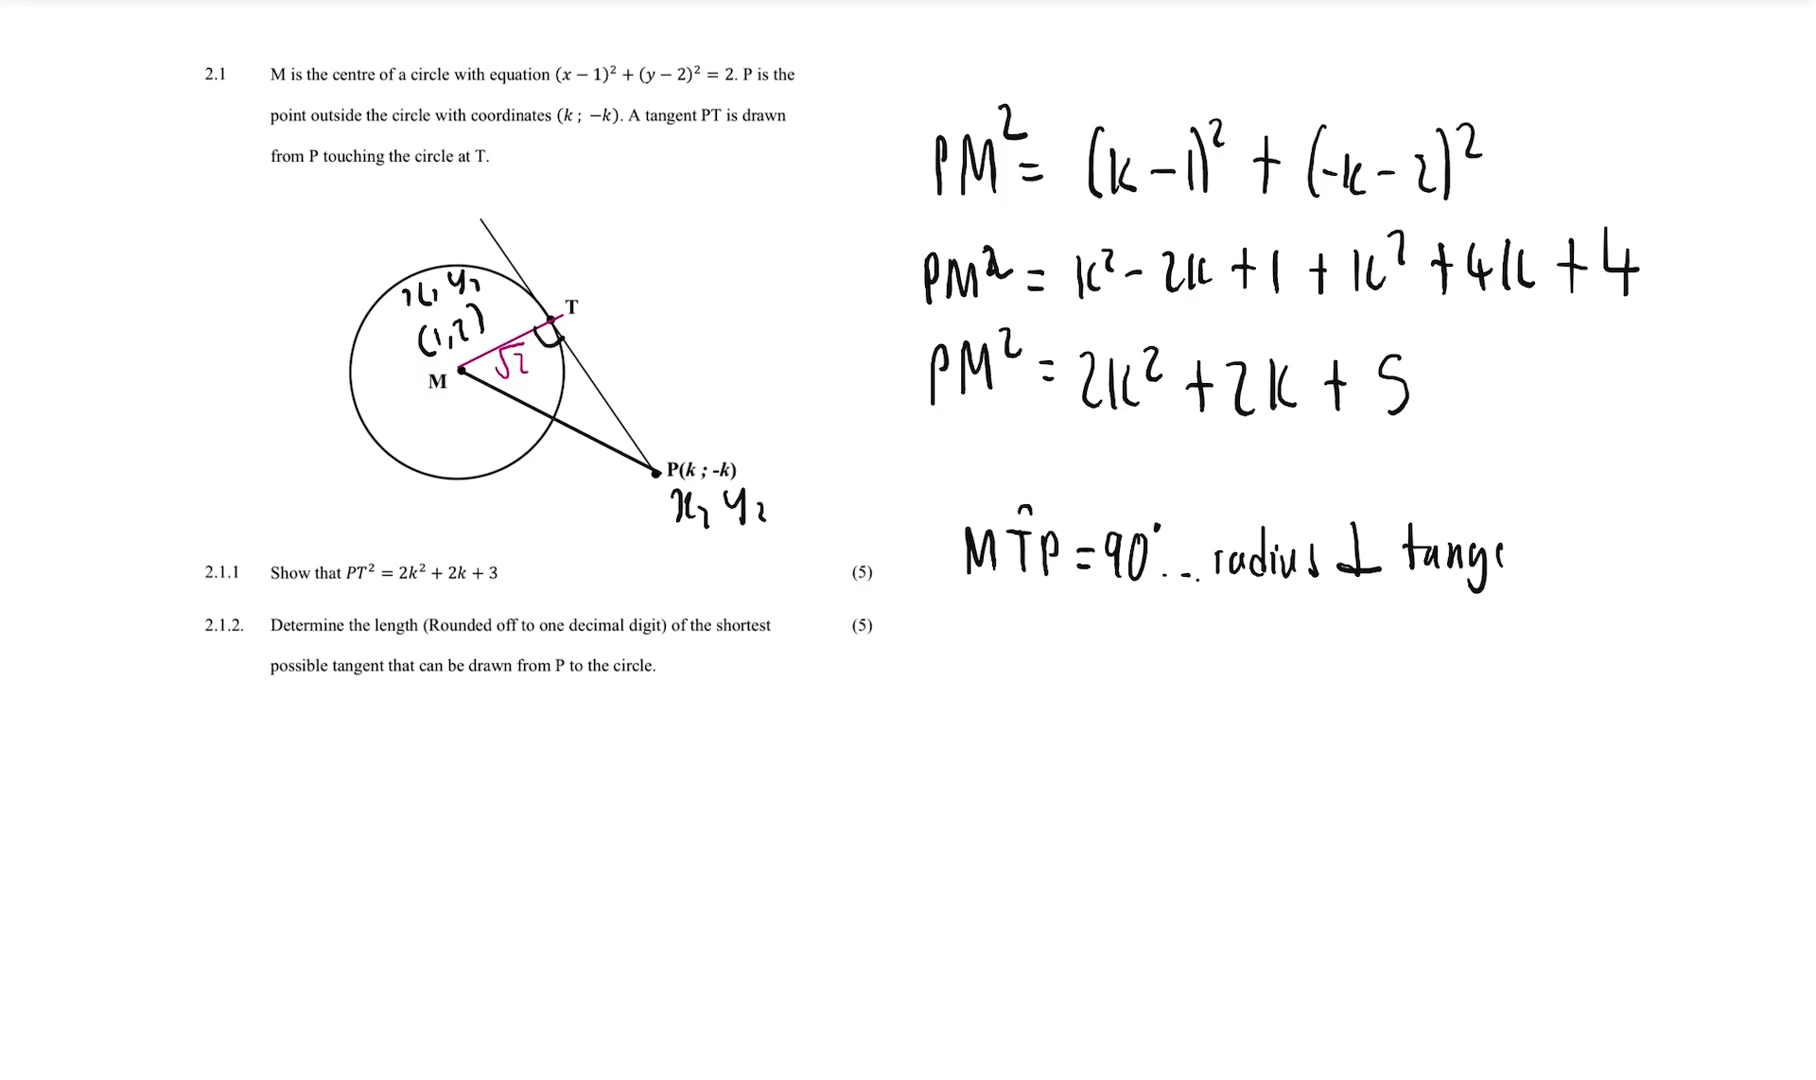 2.1 M is the centre of a circle with equation (x − 1)² + (y − 2)² = 2. P is the
point outside the circle with coordinates (k ; −k). A tangent PT is drawn
from P touching the circle at T.
x₁ y₁
(1,2)
T
√2
M
P(k ; -k)
x₂ y₂
2.1.1 Show that PT² = 2k² + 2k + 3 (5)
2.1.2. Determine the length (Rounded off to one decimal digit) of the shortest (5)
possible tangent that can be drawn from P to the circle.
PM² = (k-1)² + (-k-2)²
PM² = k² - 2k + 1 + k² + 4k + 4
PM² = 2k² + 2k + 5
MT̂P = 90° ... radius ⊥ tange